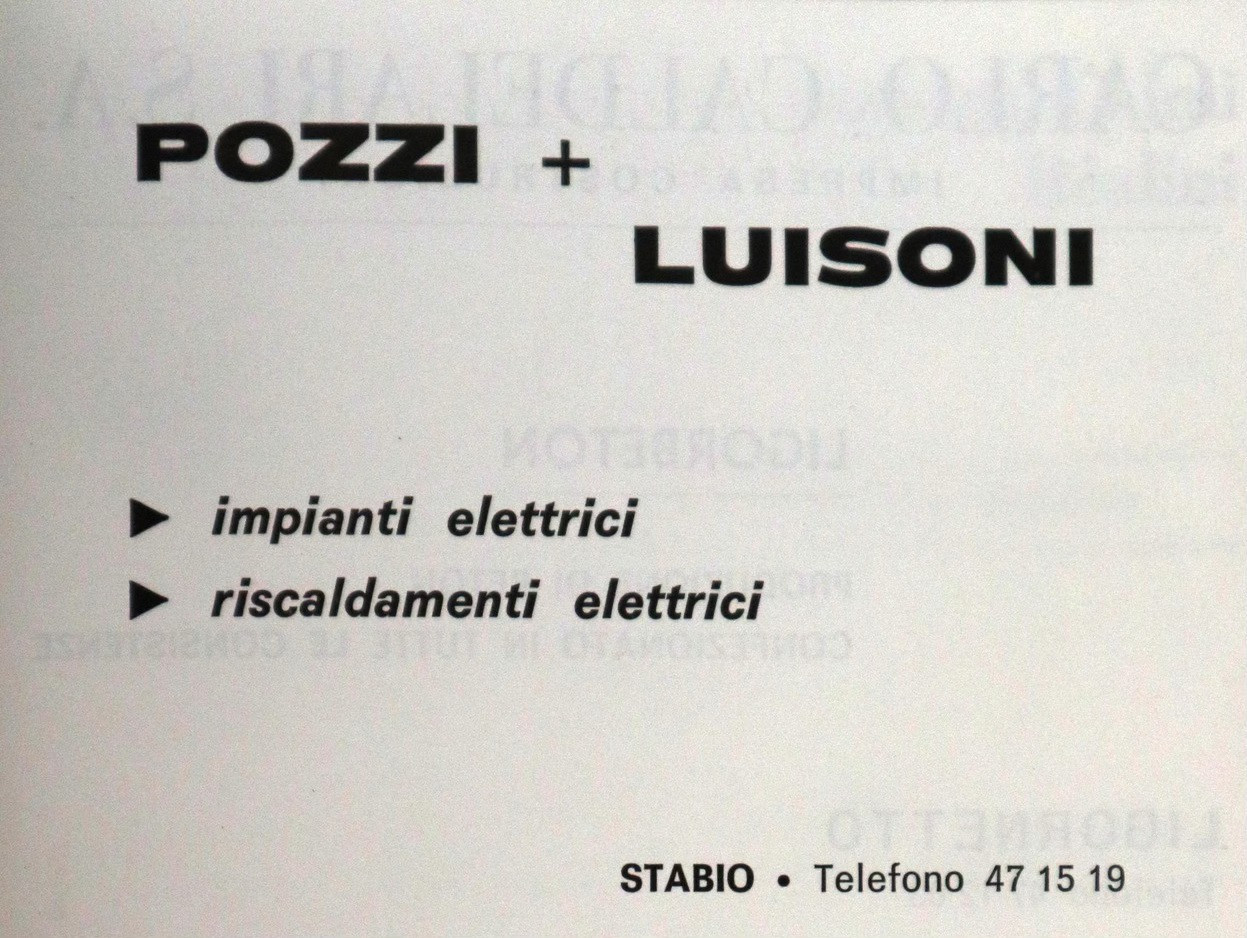 POZZI +
LUISONI
▶ impianti elettrici
▶ riscaldamenti elettrici
STABIO • Telefono 47 15 19